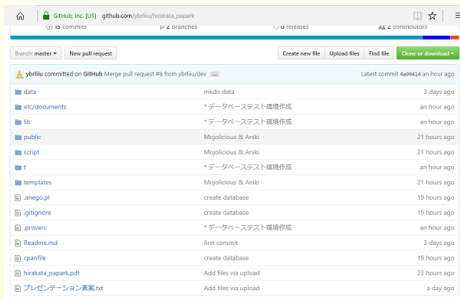 GitHub, Inc. [US] github.com/ybrliiu/hirakata_papark
15 commits 2 branches 0 releases 2 contributors
Branch: master New pull request Create new file Upload files Find file Clone or download
ybrliiu committed on GitHub Merge pull request #6 from ybrliiu/dev ... Latest commit 4e99414 an hour ago
data mkdir data 3 days ago
etc/documents * データベーステスト環境作成 an hour ago
lib * データベーステスト環境作成 an hour ago
public Mojolicious & Aniki 21 hours ago
script Mojolicious & Aniki 21 hours ago
t * データベーステスト環境作成 an hour ago
templates Mojolicious & Aniki 21 hours ago
.anego.pl create database 19 hours ago
.gitignore create database 19 hours ago
.proverc * データベーステスト環境作成 an hour ago
Readme.md first commit 3 days ago
cpanfile create database 19 hours ago
hirakata_papark.pdf Add files via upload 23 hours ago
プレゼンテーション素案.txt Add files via upload a day ago